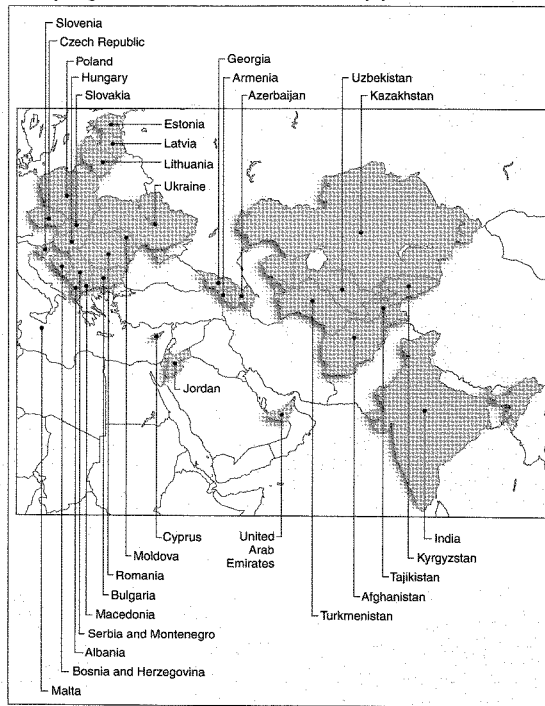 Slovenia
Czech Republic
Poland
Hungary
Slovakia
Georgia
Armenia
Azerbaijan
Uzbekistan
Kazakhstan
Estonia
Latvia
Lithuania
Ukraine
Jordan
Cyprus
Moldova
Romania
Bulgaria
Macedonia
Serbia and Montenegro
Albania
Bosnia and Herzegovina
Malta
United
Arab
Emirates
India
Kyrgyzstan
Tajikistan
Afghanistan
Turkmenistan